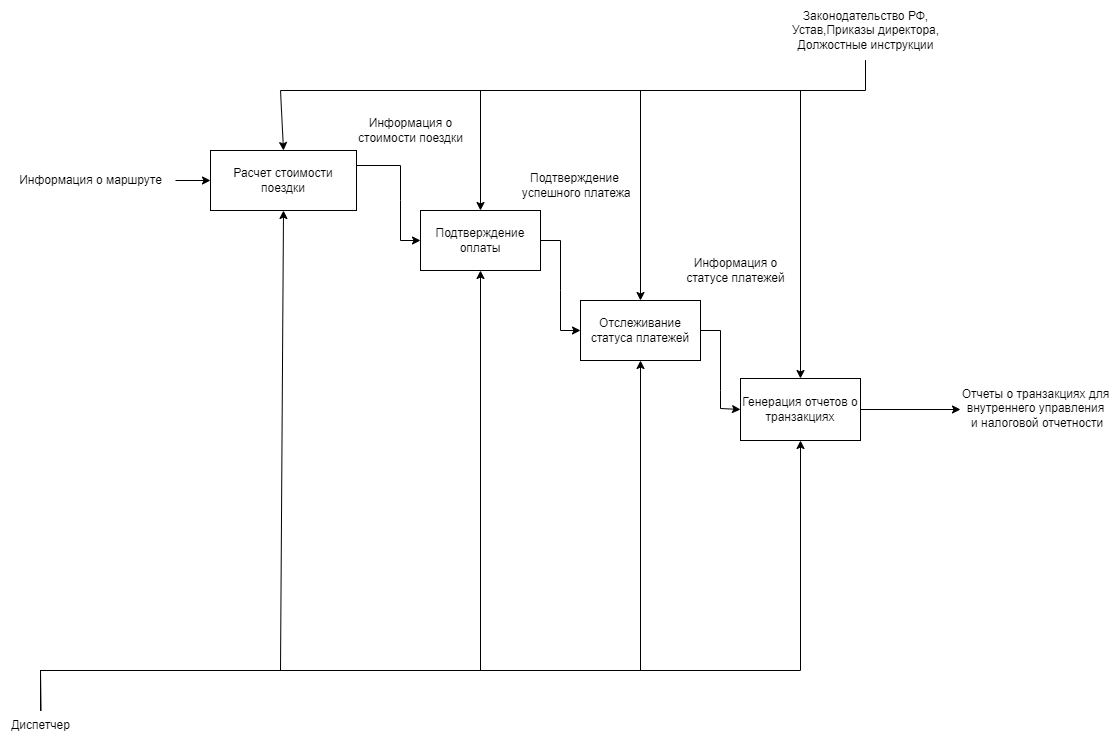 Законодательство РФ,
Устав,Приказы директора,
Должостные инструкции
Информация о
стоимости поездки
Информация о маршруте
Расчет стоимости
поездки
Подтверждение
успешного платежа
Подтверждение
оплаты
Информация о
статусе платежей
Отслеживание
статуса платежей
Генерация отчетов о
транзакциях
Отчеты о транзакциях для
внутреннего управления
и налоговой отчетности
Диспетчер